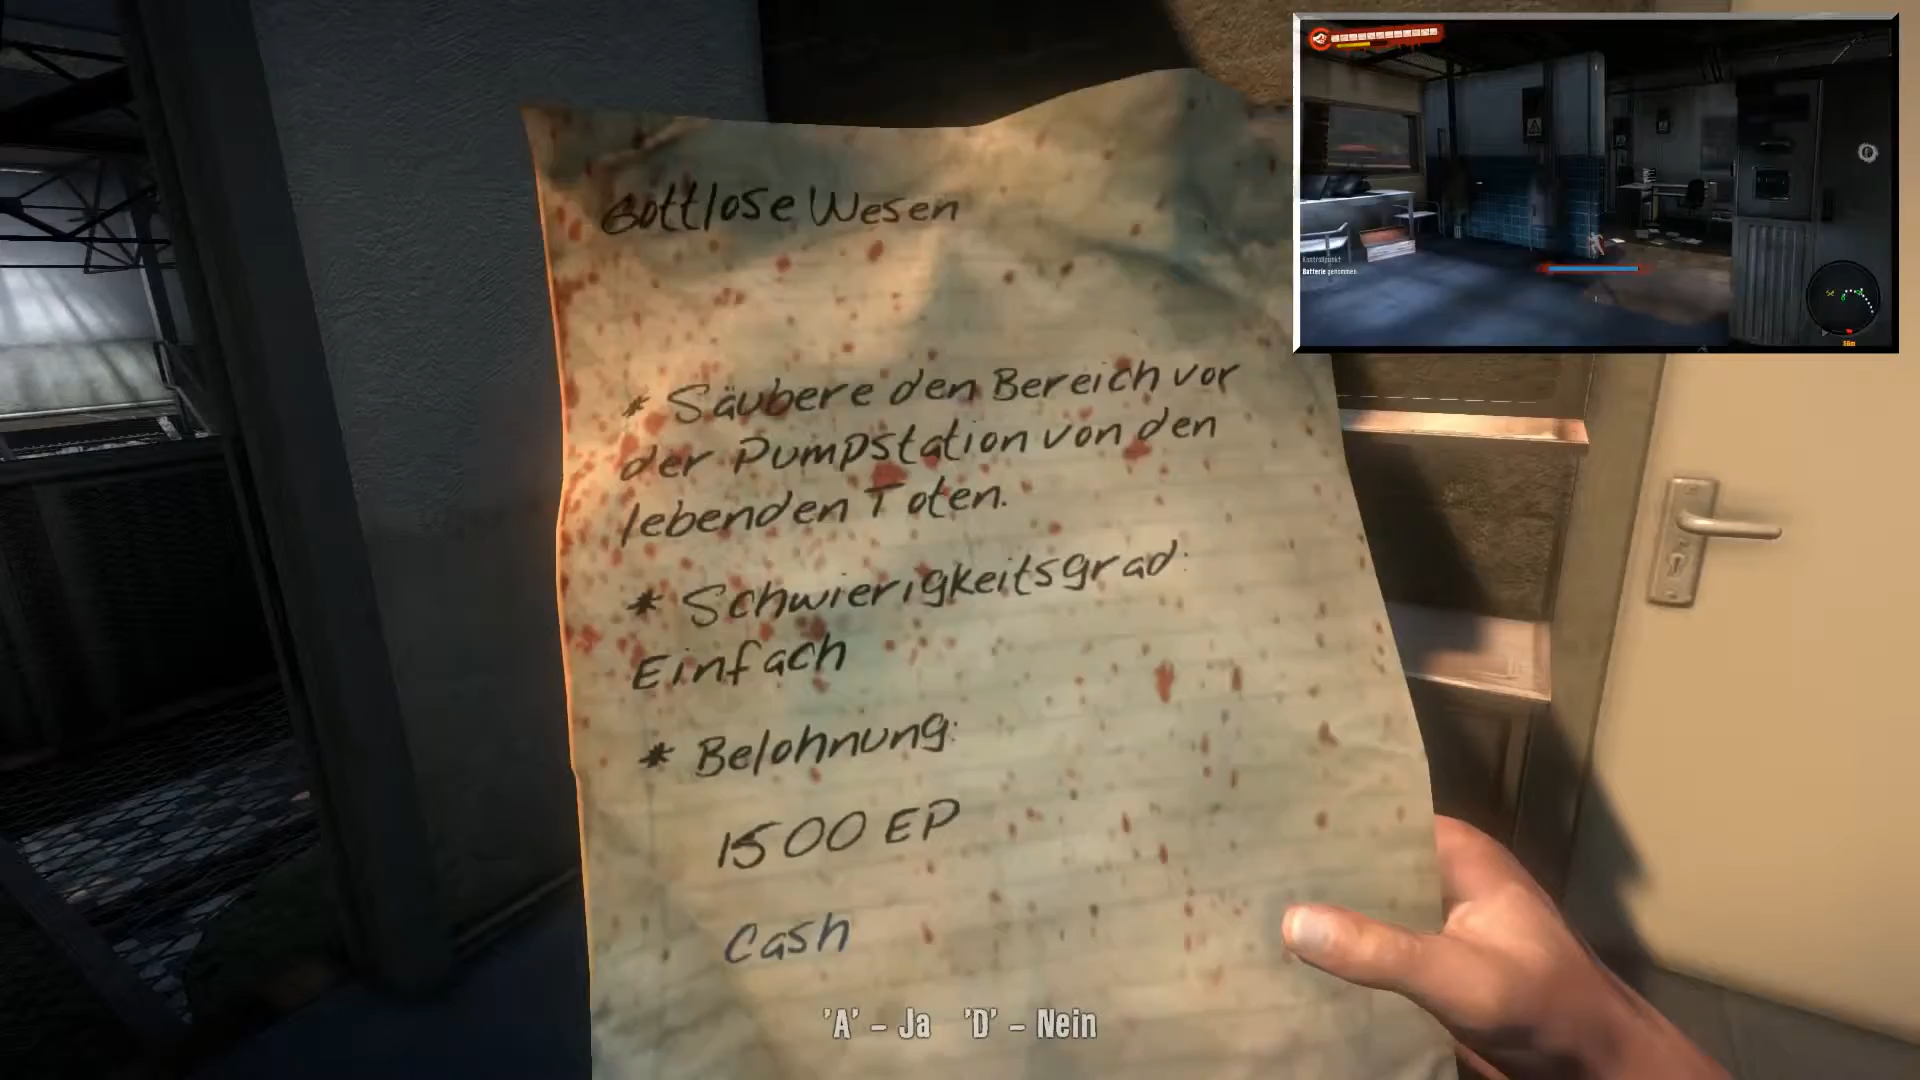 Gottlose Wesen
* Säubere den Bereich vor
der Pumpstation von den
lebenden Toten.
* Schwierigkeitsgrad:
Einfach
* Belohnung:
1500 EP
Cash
'A' - Ja 'D' - Nein
Kontrollpunkt
Batterie genommen